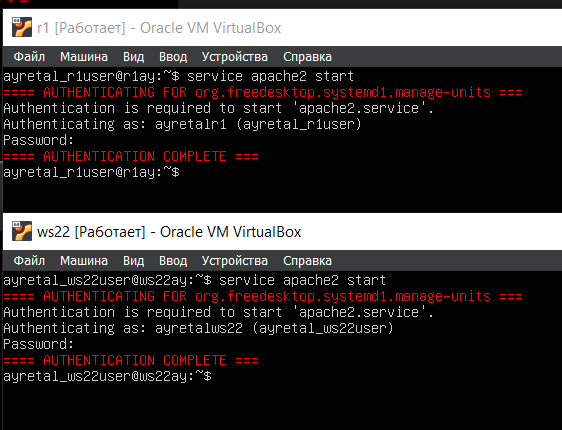 r1 [Работает] - Oracle VM VirtualBox
Файл Машина Вид Ввод Устройства Справка
ayretal_r1user@r1ay:~$ service apache2 start
==== AUTHENTICATING FOR org.freedesktop.systemd1.manage-units ===
Authentication is required to start 'apache2.service'.
Authenticating as: ayretalr1 (ayretal_r1user)
Password:
==== AUTHENTICATION COMPLETE ===
ayretal_r1user@r1ay:~$
ws22 [Работает] - Oracle VM VirtualBox
Файл Машина Вид Ввод Устройства Справка
ayretal_ws22user@ws22ay:~$ service apache2 start
==== AUTHENTICATING FOR org.freedesktop.systemd1.manage-units ===
Authentication is required to start 'apache2.service'.
Authenticating as: ayretalws22 (ayretal_ws22user)
Password:
==== AUTHENTICATION COMPLETE ===
ayretal_ws22user@ws22ay:~$